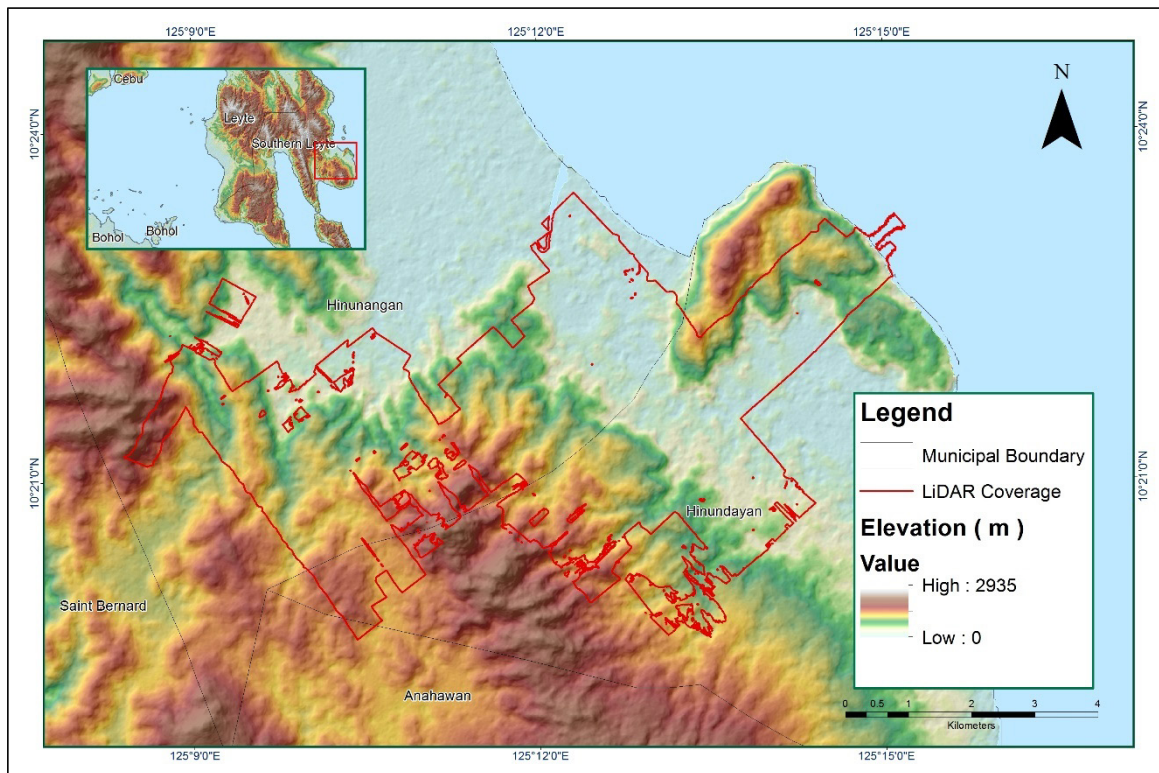 125°9'0"E
125°12'0"E
125°15'0"E
10°24'0"N
10°24'0"N
N
Cebu
Leyte
Southern Leyte
Bohol
Bohol
Hinunangan
Legend
Municipal Boundary
LiDAR Coverage
Elevation ( m )
Value
High : 2935
Low : 0
10°21'0"N
10°21'0"N
Hinundayan
Saint Bernard
Anahawan
0 0.5 1 2 3 4
Kilometers
125°9'0"E
125°12'0"E
125°15'0"E